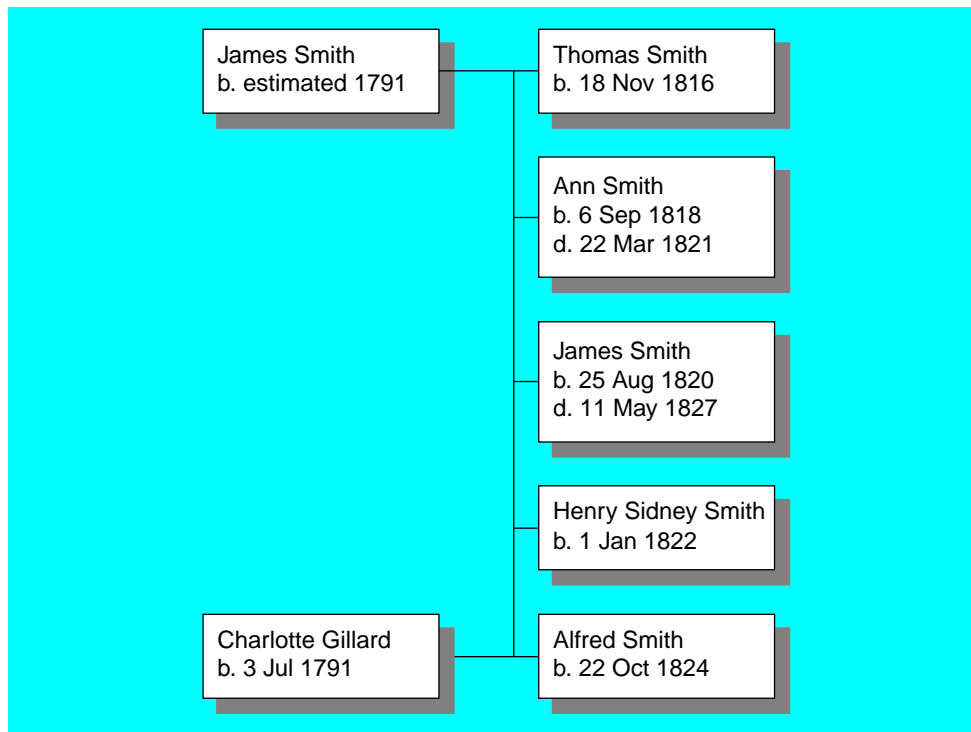 James Smith
b. estimated 1791
Thomas Smith
b. 18 Nov 1816
Ann Smith
b. 6 Sep 1818
d. 22 Mar 1821
James Smith
b. 25 Aug 1820
d. 11 May 1827
Henry Sidney Smith
b. 1 Jan 1822
Charlotte Gillard
b. 3 Jul 1791
Alfred Smith
b. 22 Oct 1824